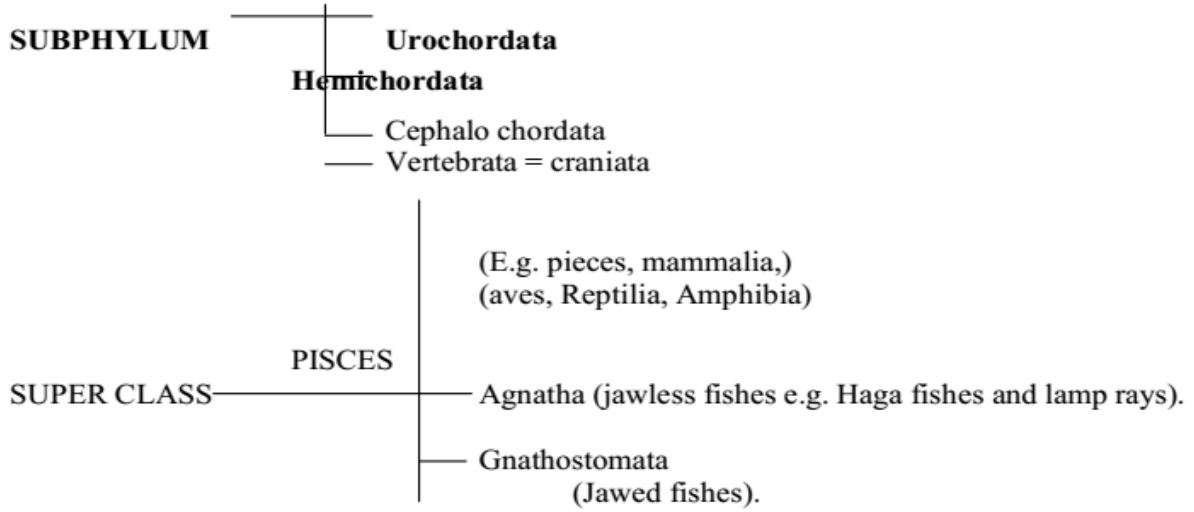 SUBPHYLUM Urochordata
Hemichordata
Cephalo chordata
Vertebrata = craniata
(E.g. pieces, mammalia,)
(aves, Reptilia, Amphibia)
PISCES
SUPER CLASS Agnatha (jawless fishes e.g. Haga fishes and lamp rays).
Gnathostomata
(Jawed fishes).